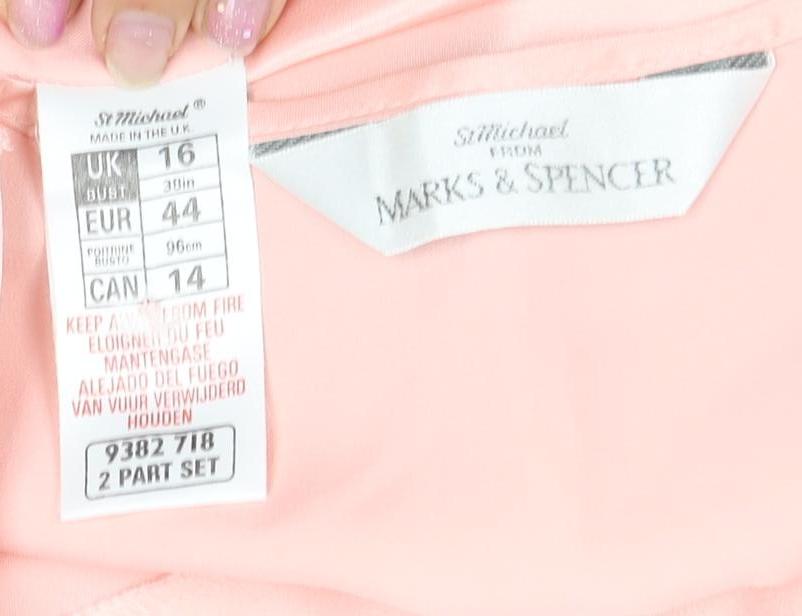 St Michael ®
MADE IN THE U.K.
UK 16
BUST 38in
EUR 44
POITRINE BUSTO 96cm
CAN 14
KEEP FROM FIRE
ELOIGNER DU FEU
MANTENGASE
ALEJADO DEL FUEGO
VAN VUUR VERWIJDERD
HOUDEN
9382 718
2 PART SET
St Michael
FROM
MARKS & SPENCER